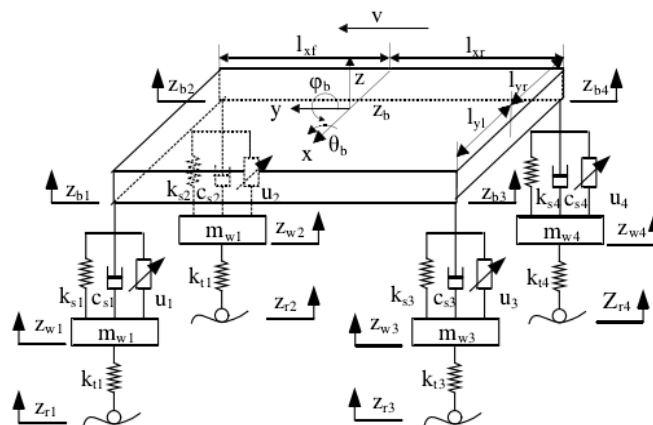 v
l_xf l_xr
z_b2 φ_b z l_yr z_b4
y z_b l_yl
x θ_b
z_b1 k_s2 c_s2 u_2 z_b3 k_s4 c_s4 u_4
m_w1 z_w2 m_w4 z_w4
k_s1 c_s1 u_1 k_t1 z_r2 k_s3 c_s3 u_3 k_t4 Z_r4
z_w1 m_w1 z_w3 m_w3
k_t1 k_t3
z_r1 z_r3